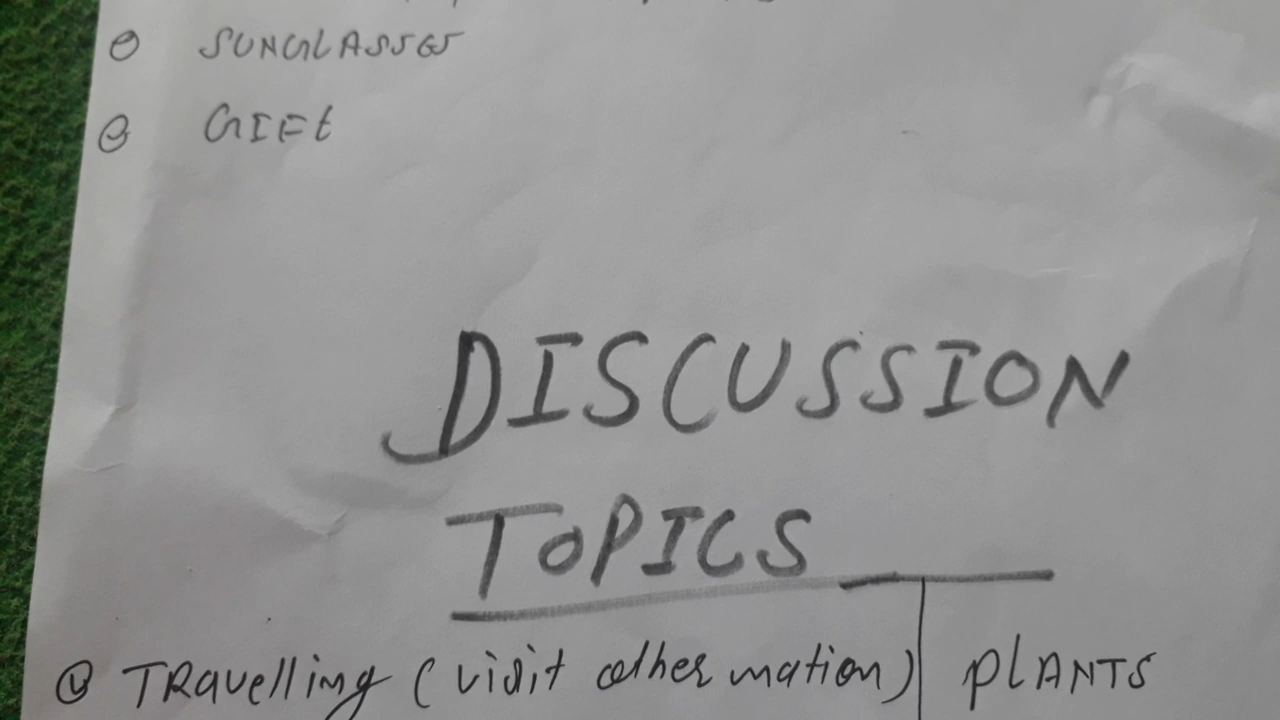 SUNGLASSES
GIFt
DISCUSSION
TOPICS
TRavelling (visit other nation) PlANTS